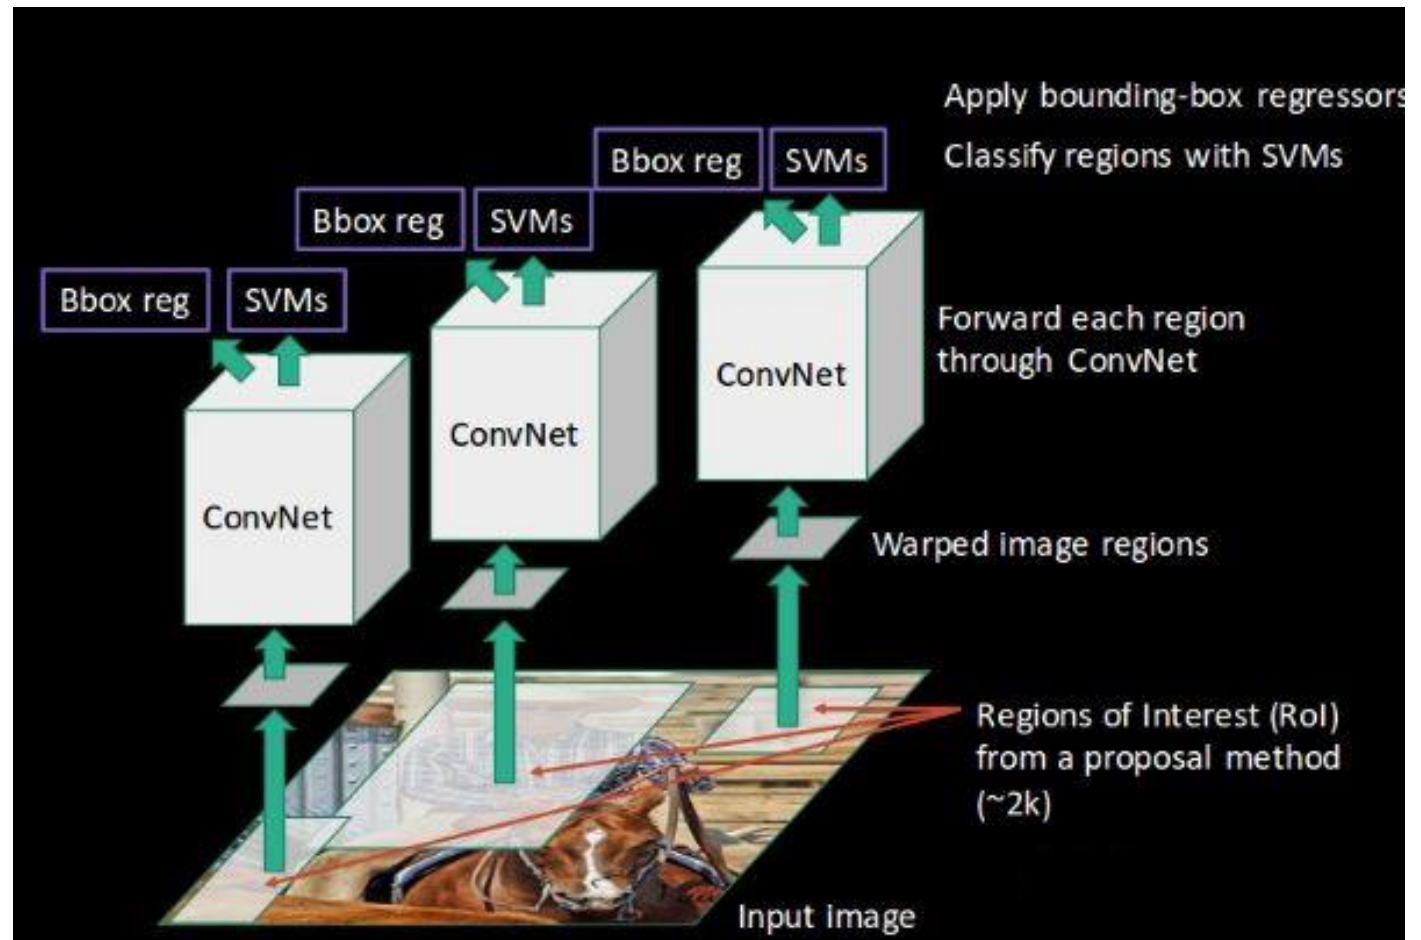 Apply bounding-box regressors
Bbox reg
SVMs
Classify regions with SVMs
Bbox reg
SVMs
Bbox reg
SVMs
Forward each region
through ConvNet
ConvNet
ConvNet
ConvNet
Warped image regions
Regions of Interest (RoI)
from a proposal method
(~2k)
Input image